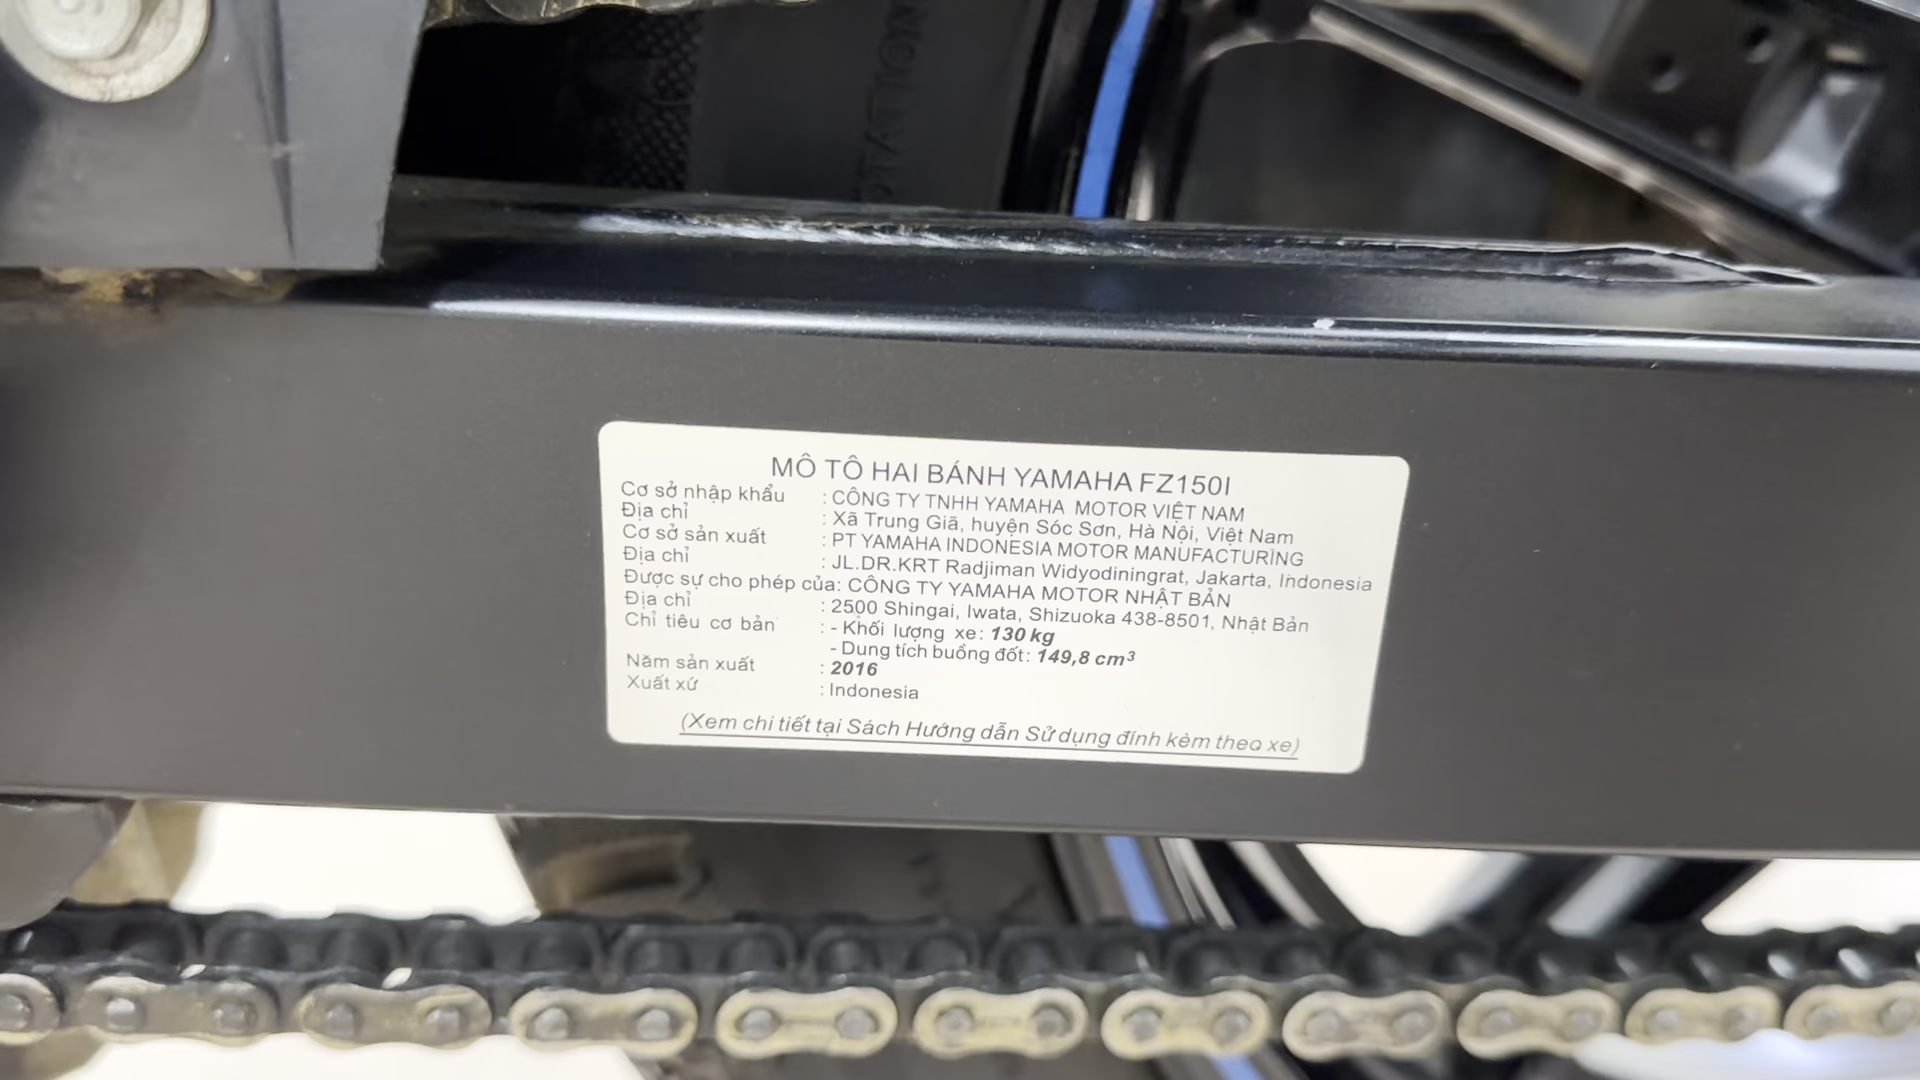 OTATION
MÔ TÔ HAI BÁNH YAMAHA FZ150I
Cơ sở nhập khẩu : CÔNG TY TNHH YAMAHA MOTOR VIỆT NAM
Địa chỉ : Xã Trung Giã, huyện Sóc Sơn, Hà Nội, Việt Nam
Cơ sở sản xuất : PT YAMAHA INDONESIA MOTOR MANUFACTURING
Địa chỉ : JL.DR.KRT Radjiman Widyodiningrat, Jakarta, Indonesia
Được sự cho phép của: CÔNG TY YAMAHA MOTOR NHẬT BẢN
Địa chỉ : 2500 Shingai, Iwata, Shizuoka 438-8501, Nhật Bản
Chỉ tiêu cơ bản : - Khối lượng xe: 130 kg
- Dung tích buồng đốt: 149,8 cm³
Năm sản xuất : 2016
Xuất xứ : Indonesia
(Xem chi tiết tại Sách Hướng dẫn Sử dụng đính kèm theo xe)